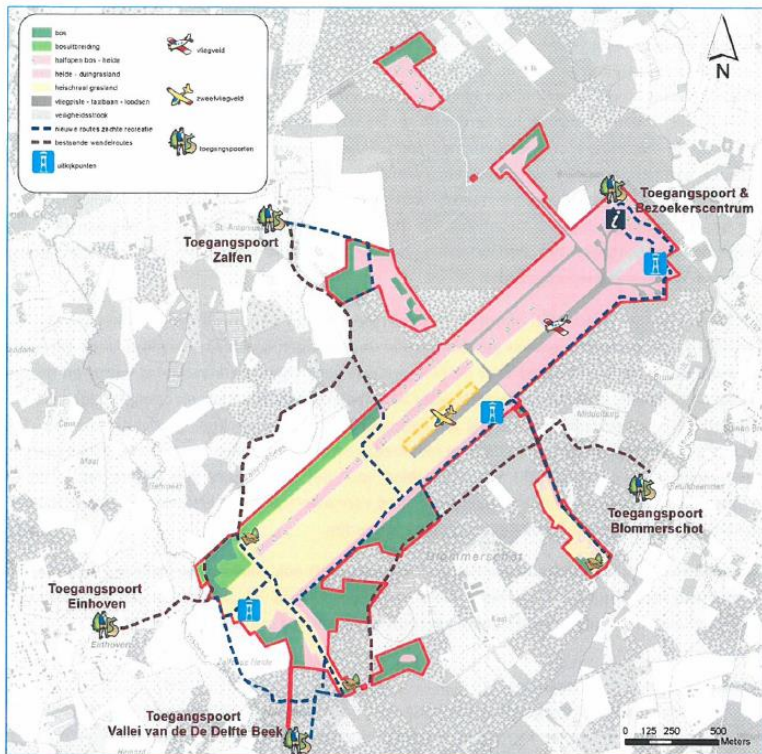 bos
bosuitbreiding
halfopen bos - heide
heide - duingrasland
heischraal grasland
vliegpiste - taxibaan - loodsen
veiligheidsstrook
nieuwe routes zachte recreatie
bestaande wandelroutes
uitkijkpunten
vliegveld
zweefvliegveld
toegangspoorten
N
Toegangspoort &
Bezoekerscentrum
Toegangspoort
Zalfen
Toegangspoort
Blommerschot
Blommerschot
Toegangspoort
Einhoven
Einhoven
Toegangspoort
Vallei van de De Delfte Beek
0 125 250 500
Meters